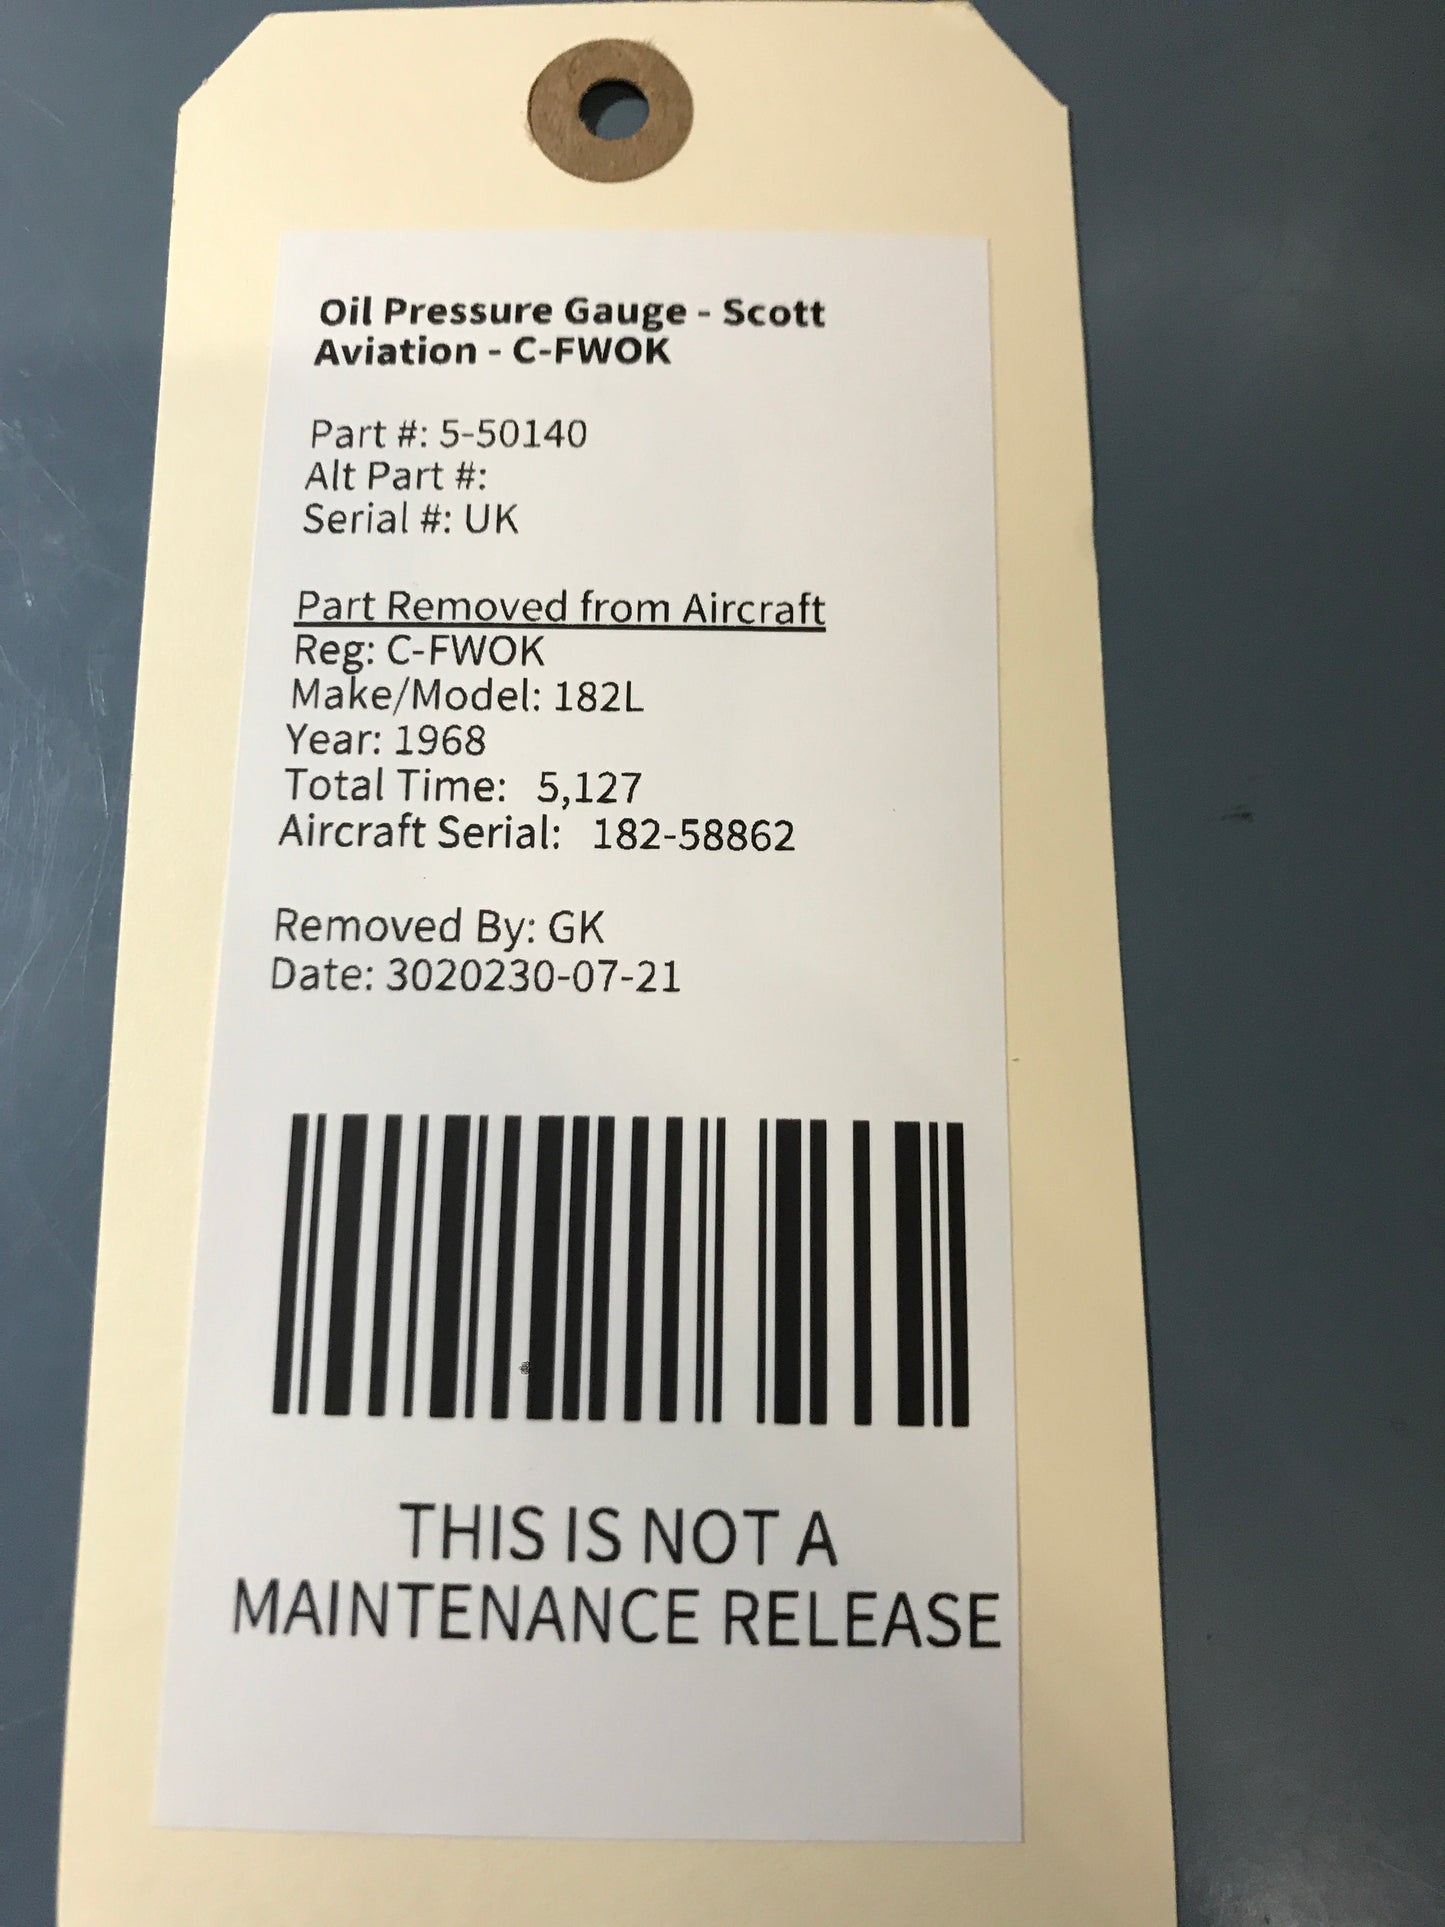 Oil Pressure Gauge - Scott
Aviation - C-FWOK
Part #: 5-50140
Alt Part #:
Serial #: UK
Part Removed from Aircraft
Reg: C-FWOK
Make/Model: 182L
Year: 1968
Total Time: 5,127
Aircraft Serial: 182-58862
Removed By: GK
Date: 3020230-07-21
THIS IS NOT A
MAINTENANCE RELEASE